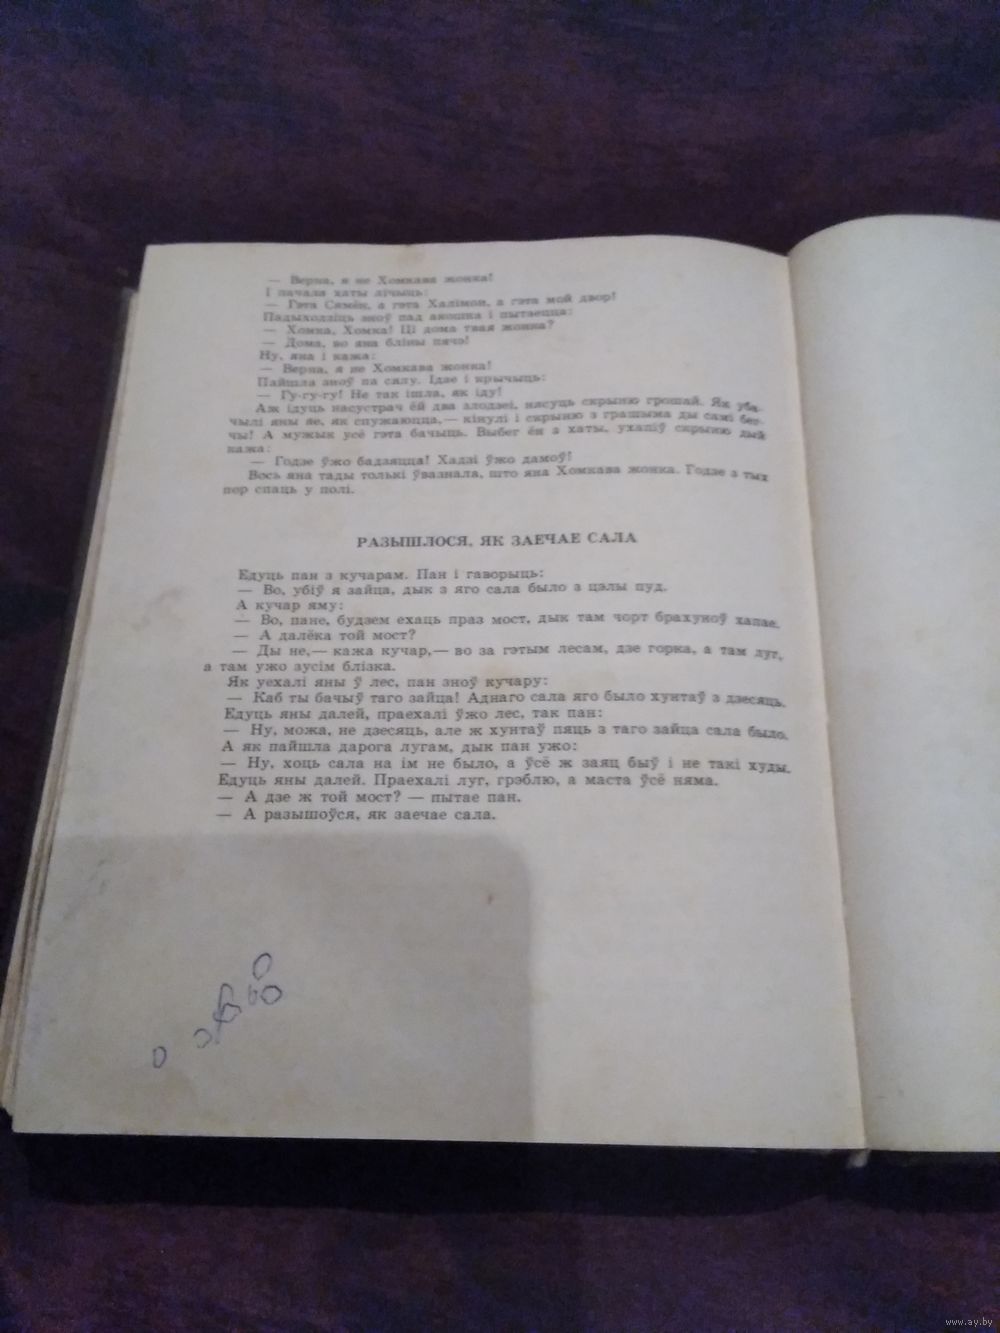 — Верна, я не Хомкава жонка!
І пачала хаты лічыць:
— Гэта Сямён, а гэта Халімон, а гэта мой двор!
Падыходзіць зноў пад акошка і пытаецца:
— Хомка, Хомка! Ці дома твая жонка?
— Дома, во яна бліны пячэ!
Ну, яна і кажа:
— Верна, я не Хомкава жонка!
Пайшла зноў па сялу. Ідзе і крычыць:
— Гу-гу-гу! Не так ішла, як іду!
Аж ідуць насустрач ёй два злодзеі, нясуць скрыню грошай. Як уба-
чылі яны яе, як спужаюцца,— кінулі і скрыню з грашыма ды самі бег-
чы! А мужык усё гэта бачыць. Выбег ён з хаты, ухапіў скрыню дый
кажа:
— Годзе ўжо бадзяцца! Хадзі ўжо дамоў!
Вось яна тады толькі ўвазнала, што яна Хомкава жонка. Годзе з тых
пор спаць у полі.
РАЗЫШЛОСЯ, ЯК ЗАЕЧАЕ САЛА
Едуць пан з кучарам. Пан і гаворыць:
— Во, убіў я зайца, дык з яго сала было з цэлы пуд.
А кучар яму:
— Во, пане, будзем ехаць праз мост, дык там чорт брахуноў хапае.
— А далёка той мост?
— Ды не,— кажа кучар,— во за гэтым лесам, дзе горка, а там луг,
а там ужо зусім блізка.
Як уехалі яны ў лес, пан зноў кучару:
— Каб ты бачыў таго зайца! Аднаго сала яго было хунтаў з дзесяць.
Едуць яны далей, праехалі ўжо лес, так пан:
— Ну, можа, не дзесяць, але ж хунтаў пяць з таго зайца сала было.
А як пайшла дарога лугам, дык пан ужо:
— Ну, хоць сала на ім не было, а ўсё ж заяц быў і не такі худы.
Едуць яны далей. Праехалі луг, грэблю, а маста ўсё няма.
— А дзе ж той мост? — пытае пан.
— А разышоўся, як заечае сала.
www.ay.by